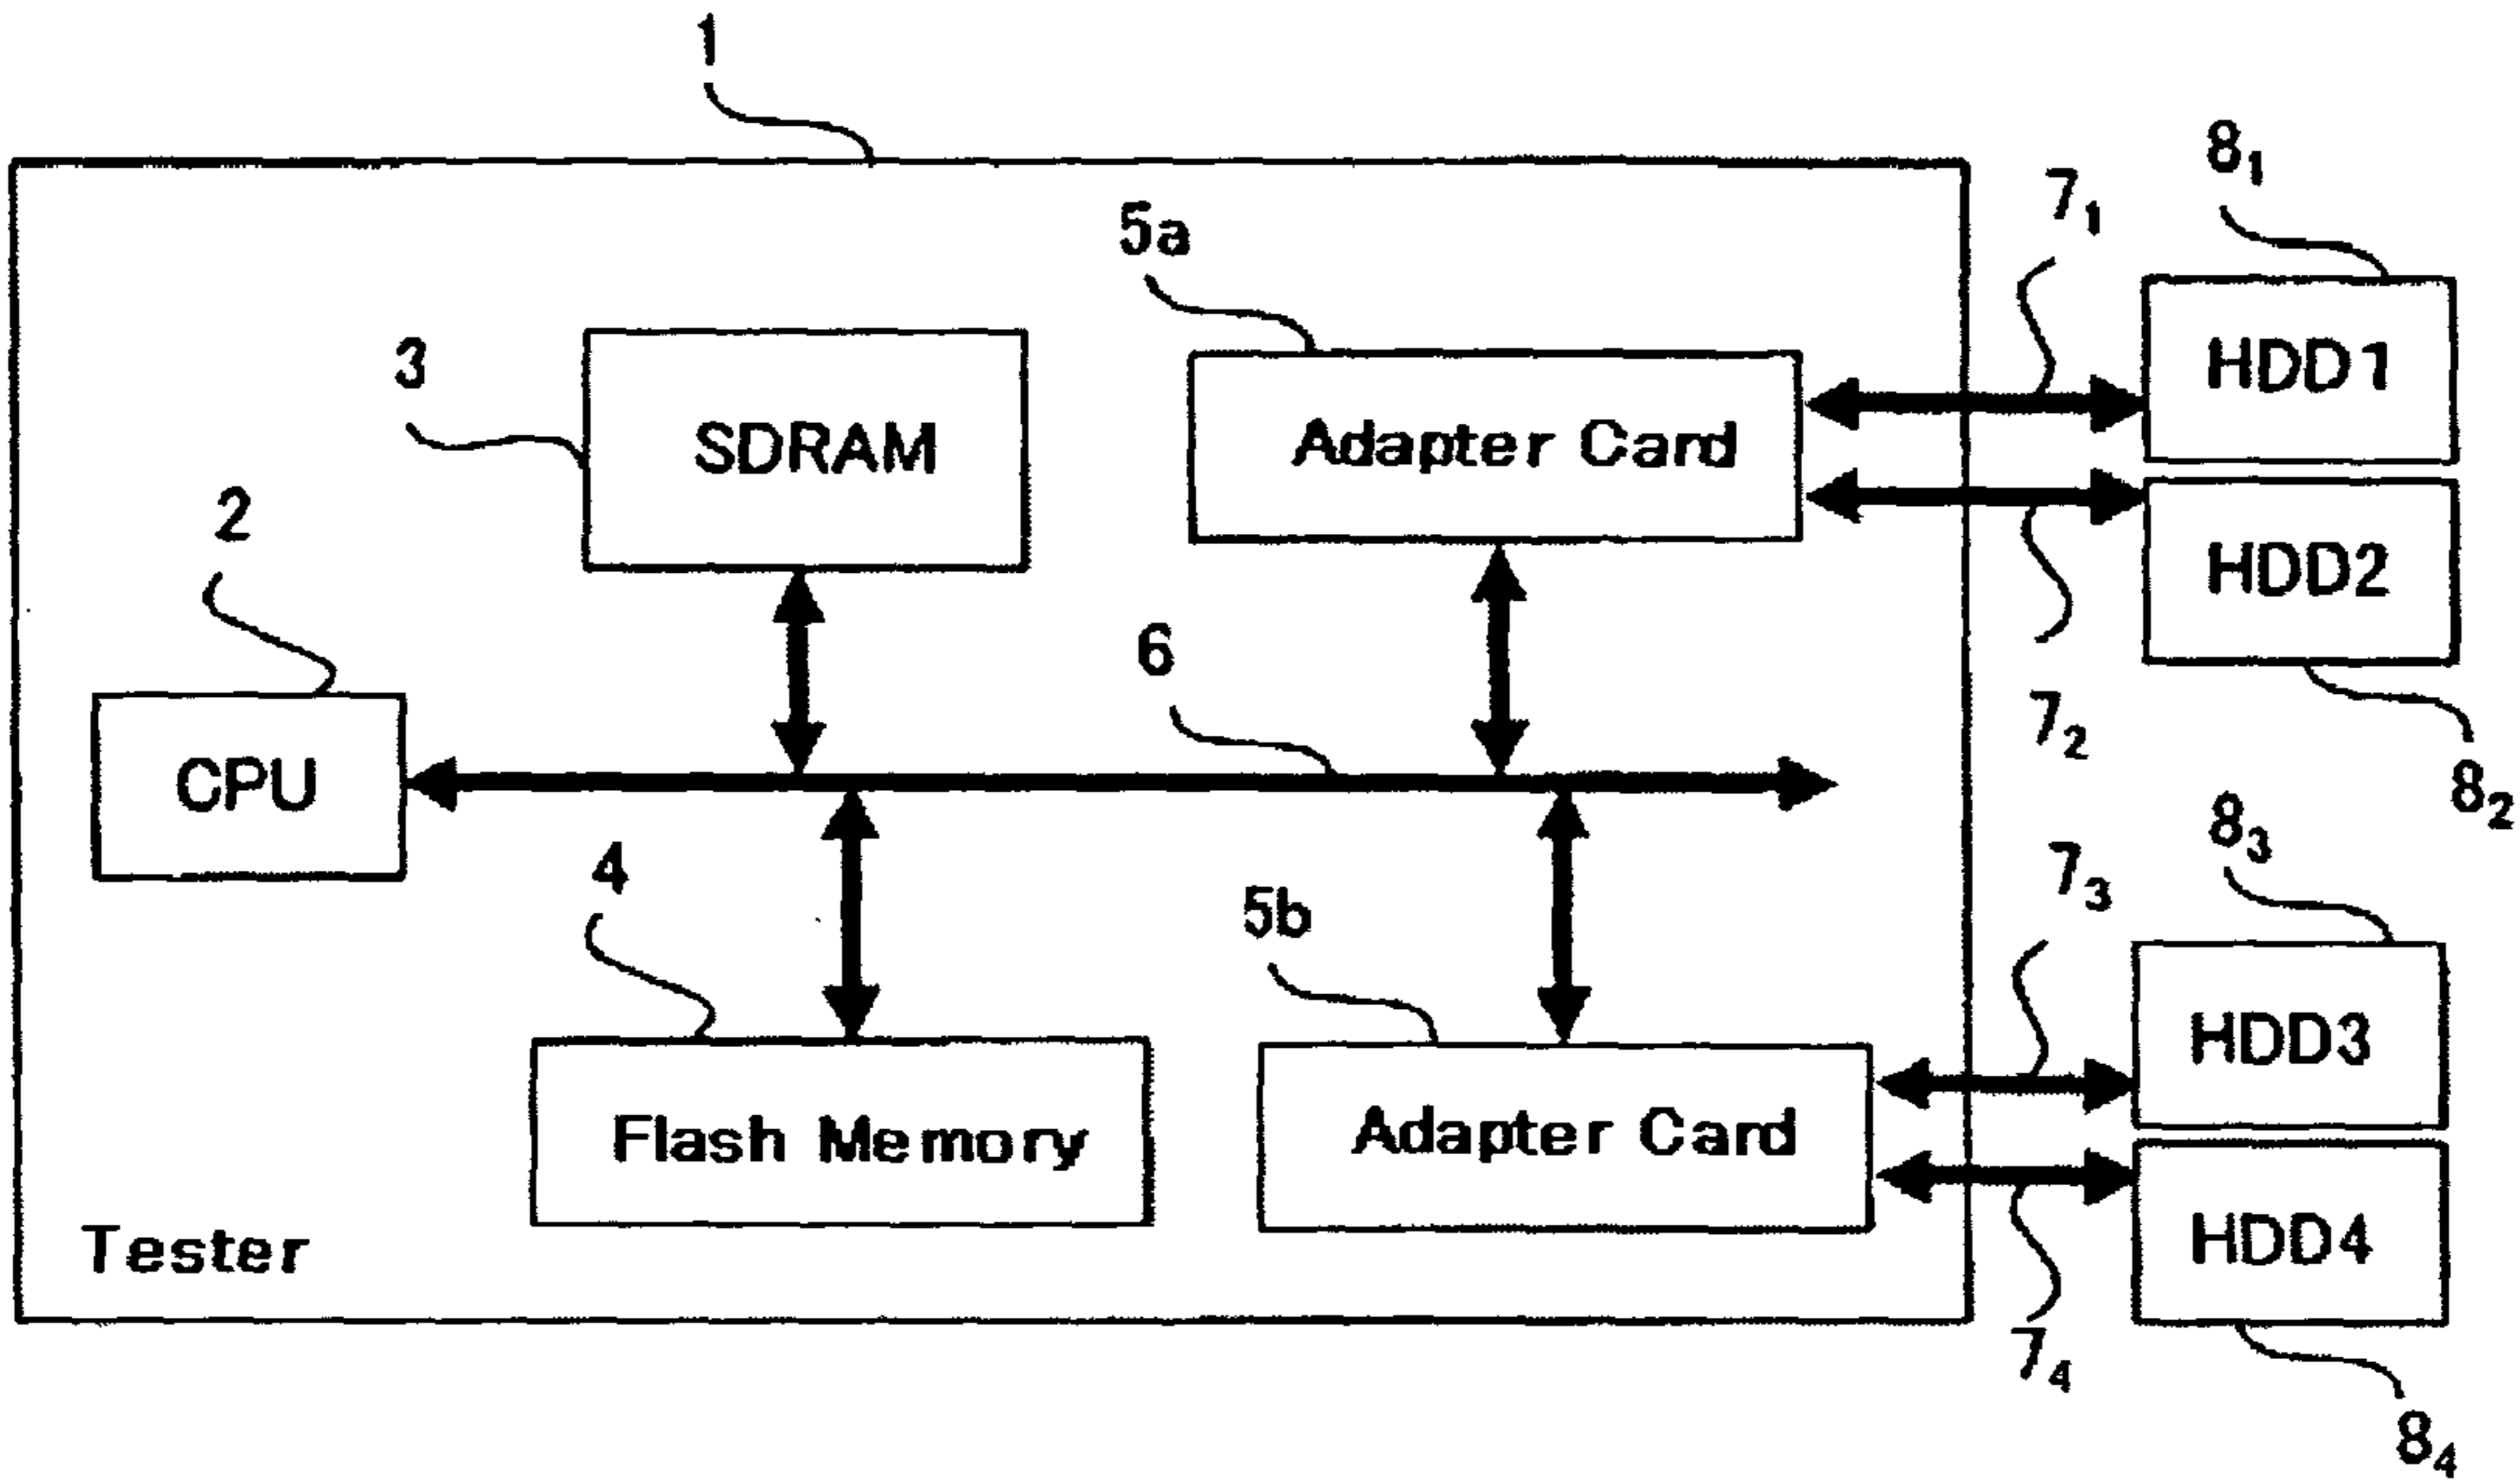 1
8₁
7₁
5a
HDD1
3
SDRAM
Adapter Card
2
HDD2
6
7₂
CPU
8₂
8₃
4
7₃
5b
HDD3
Flash Memory
Adapter Card
Tester
HDD4
7₄
8₄